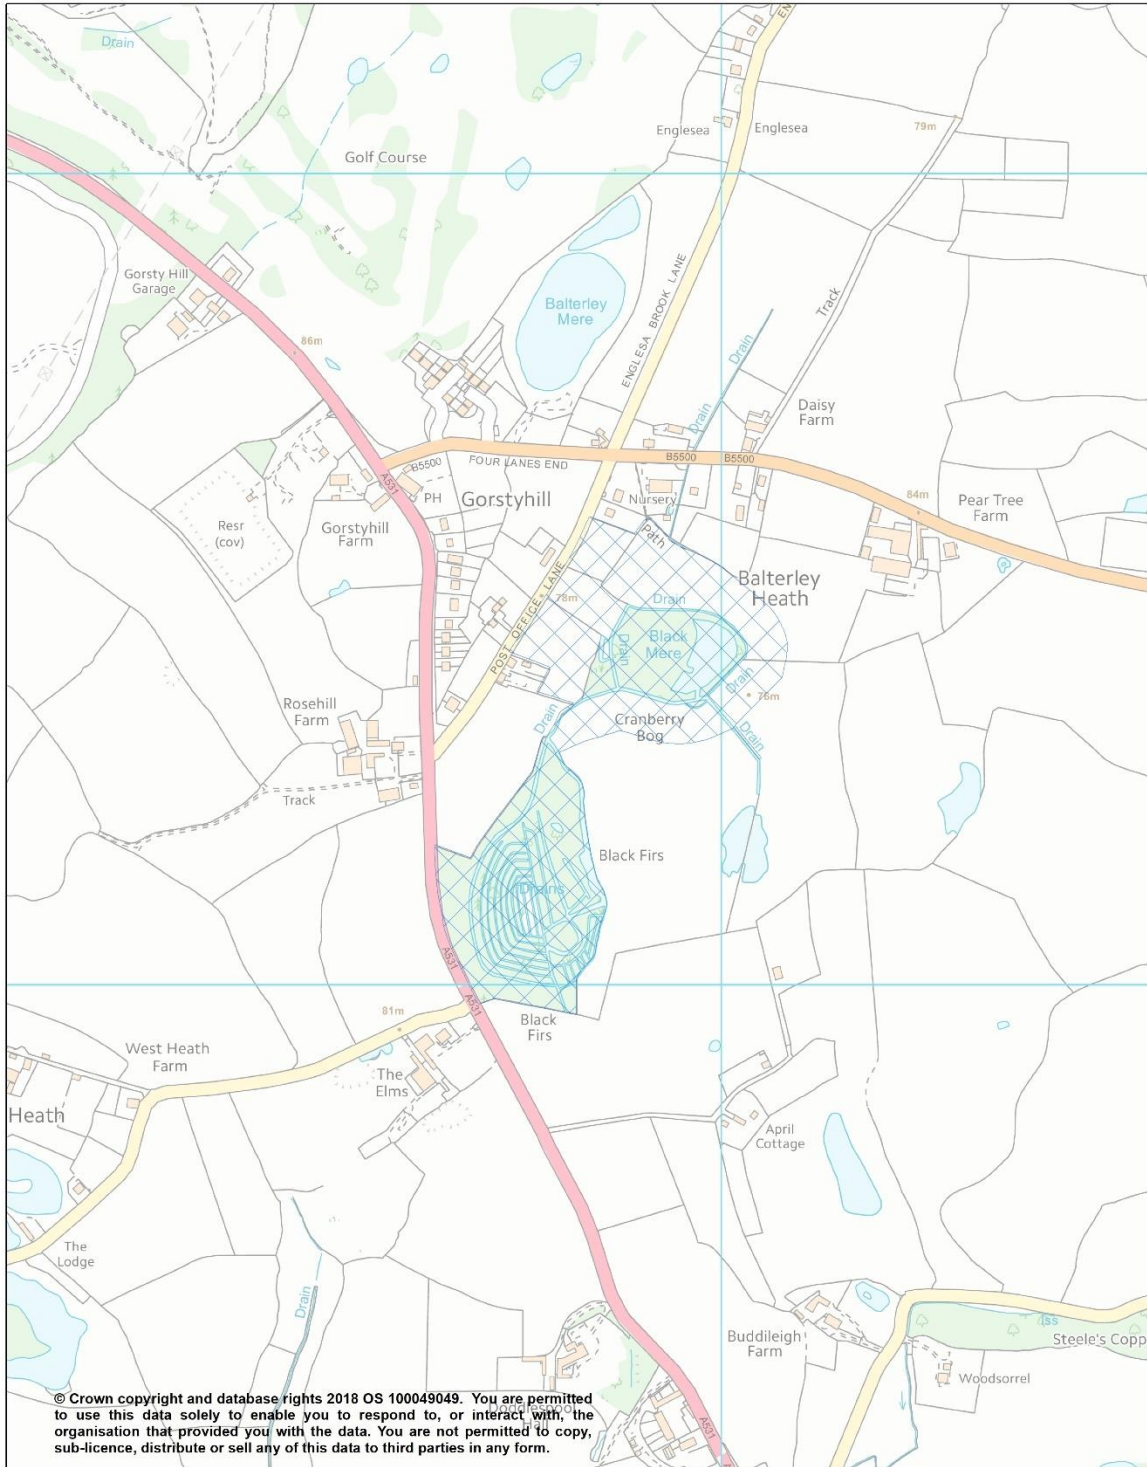 EN
Drain
Englesea
Englesea
79m
Golf Course
Gorsty Hill
Garage
Balterley
Mere
ENGLESA BROOK LANE
Track
86m
Drain
Drain
Daisy
Farm
B5500
FOUR LANES END
B5500
B5500
A531
PH
Gorstyhill
Nursery
84m
Pear Tree
Farm
Resr
(cov)
Gorstyhill
Farm
Path
Balterley
Heath
78m
Drain
POST OFFICE LANE
Drain
Black
Mere
Drain
76m
Rosehill
Farm
Drain
Cranberry
Bog
Drain
Track
Black Firs
Drains
A531
A531
81m
Black
Firs
West Heath
Farm
The
Elms
Heath
April
Cottage
The
Lodge
Drain
Buddileigh
Farm
Iss
Steele's Copp
Woodsorrel
Doddlespool
Hall
A531
© Crown copyright and database rights 2018 OS 100049049. You are permitted
to use this data solely to enable you to respond to, or interact with, the
organisation that provided you with the data. You are not permitted to copy,
sub-licence, distribute or sell any of this data to third parties in any form.